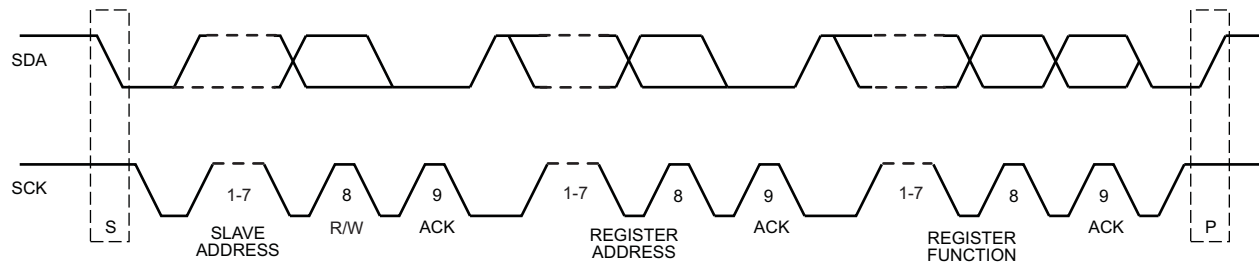 SDA
SCK
S
1-7
8
9
1-7
8
9
1-7
8
9
P
SLAVE
ADDRESS
R/W
ACK
REGISTER
ADDRESS
ACK
REGISTER
FUNCTION
ACK